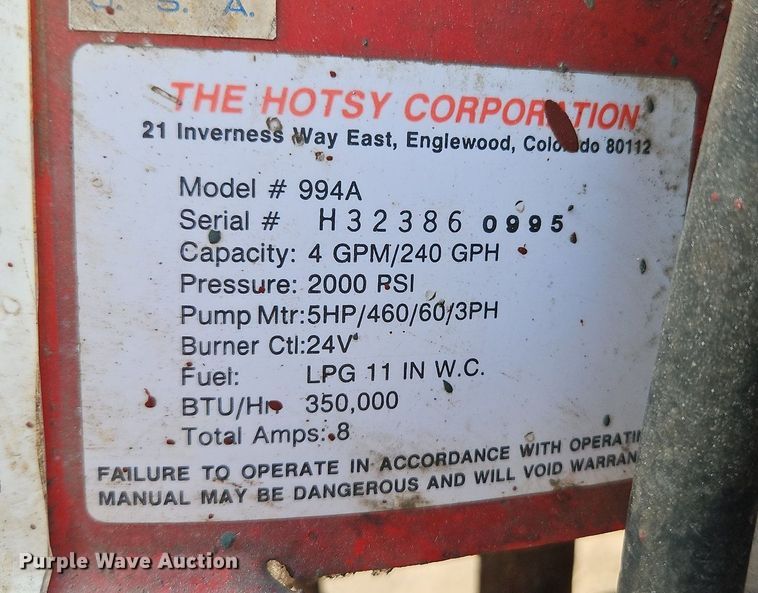 U. S. A.
THE HOTSY CORPORATION
21 Inverness Way East, Englewood, Colorado 80112
Model # 994A
Serial # H32386 0995
Capacity: 4 GPM/240 GPH
Pressure: 2000 PSI
Pump Mtr:5HP/460/60/3PH
Burner Ctl:24V
Fuel: LPG 11 IN W.C.
BTU/Hr 350,000
Total Amps: 8
FAILURE TO OPERATE IN ACCORDANCE WITH OPERATI
MANUAL MAY BE DANGEROUS AND WILL VOID WARRAN
Purple Wave Auction